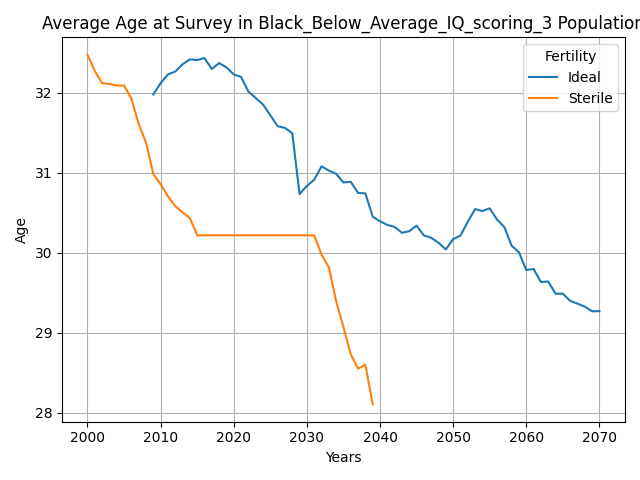 Average Age at Survey in Black_Below_Average_IQ_scoring_3 Population
Fertility
Ideal
Sterile
Age
32
31
30
29
28
2000 2010 2020 2030 2040 2050 2060 2070
Years